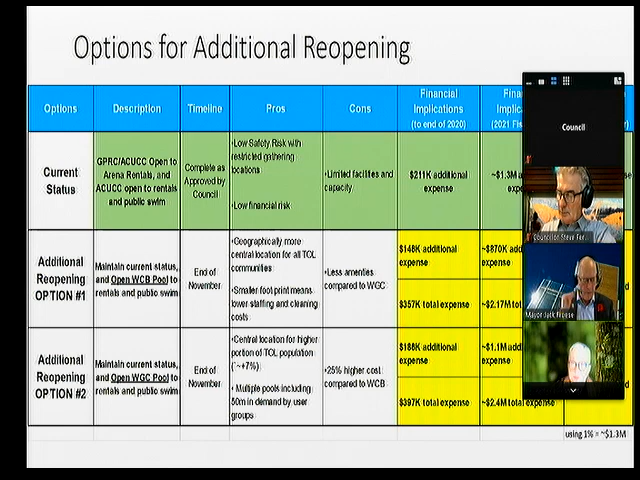 Options for Additional Reopening
Options
Description
Timeline
Pros
Cons
Financial
Implications
(to end of 2020)
(2021
Current
Status
GPRC/ACUCC Open to
Arena Rentals, and
ACUCC open to rentals
and public swim
Complete as
Approved by
Council
•Low Safety Risk with
restricted gathering
locations
•Low financial risk
•Limited facilities and
capacity.
$211K additional
expense
~$1.3M
Additional
Reopening
OPTION #1
Maintain current status,
and Open WCB Pool to
rentals and public swim
End of
November
•Geographically more
central location for all TOL
communities
•Smaller foot print means
lower staffing and cleaning
costs
•Less amenties
compared to WGC
$148K additional
expense
$357K total expense
~$870K
expense
~$2.17M
Additional
Reopening
OPTION #2
Maintain current status,
and Open WGC Pool to
rentals and public swim
End of
November
•Central location for higher
portion of TOL population
(~+7%)
• Multiple pools including
50m in demand by user
groups
•25% higher cost
compared to WCB
$188K additional
expense
$397K total expense
~$1.1M
expense
~$2.4M total expense
using 1% = ~$1.3M
Council
Councillor Steve
Mayor Jack Froese